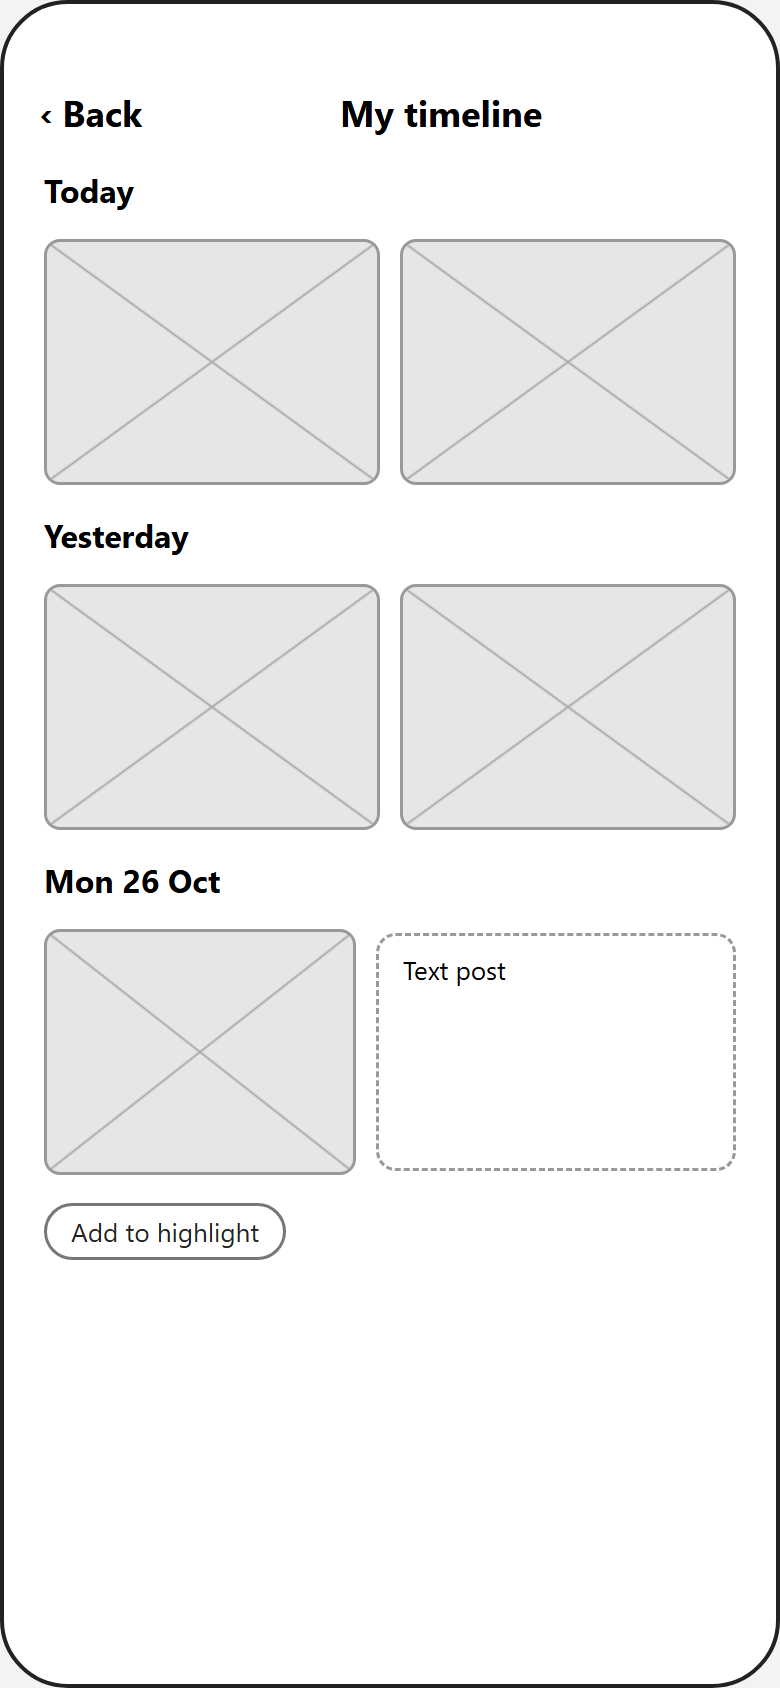 ‹ Back My timeline
Today
Yesterday
Mon 26 Oct
Text post
Add to highlight